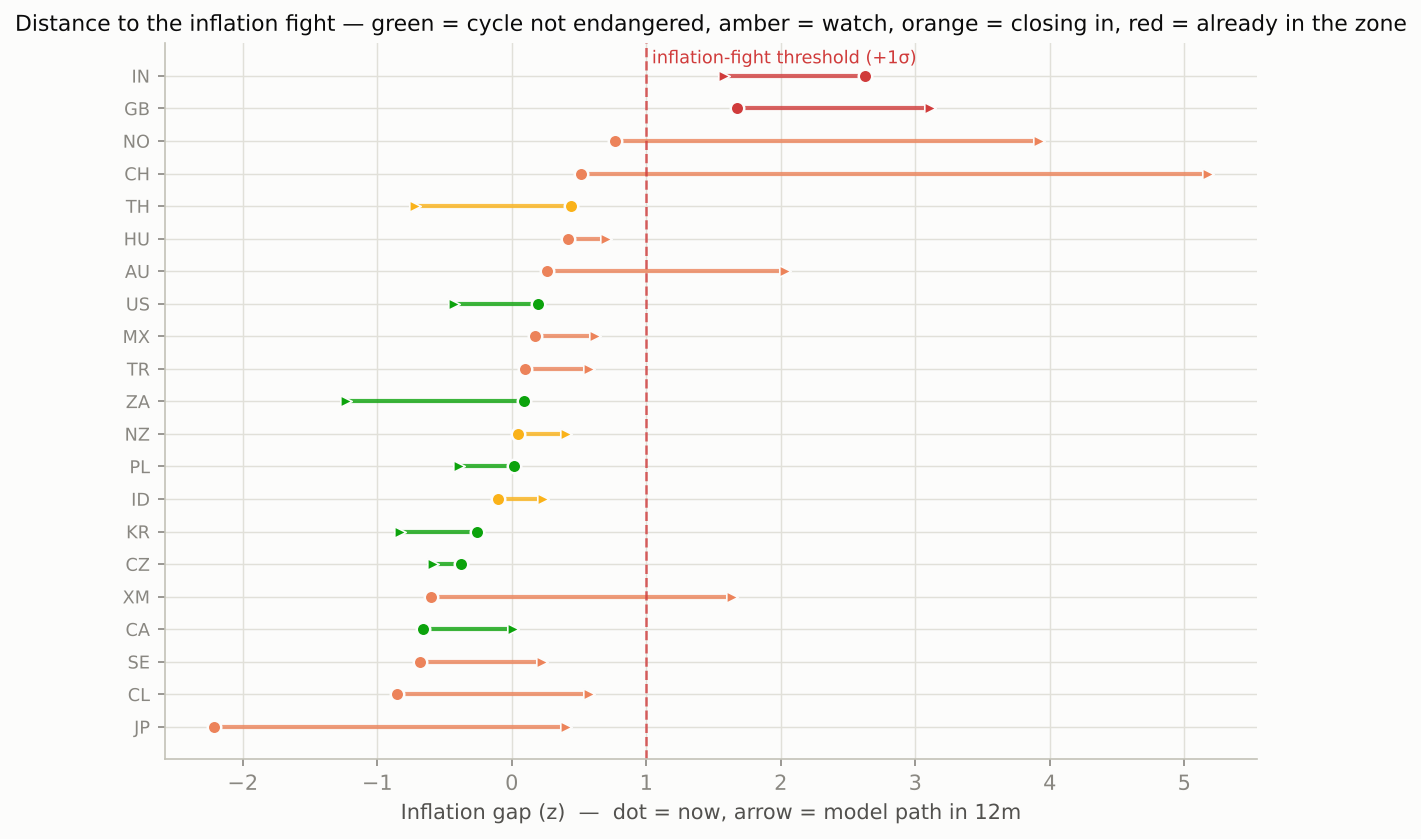 Distance to the inflation fight — green = cycle not endangered, amber = watch, orange = closing in, red = already in the zone
inflation-fight threshold (+1σ)
IN
GB
NO
CH
TH
HU
AU
US
MX
TR
ZA
NZ
PL
ID
KR
CZ
XM
CA
SE
CL
JP
−2 −1 0 1 2 3 4 5
Inflation gap (z) — dot = now, arrow = model path in 12m